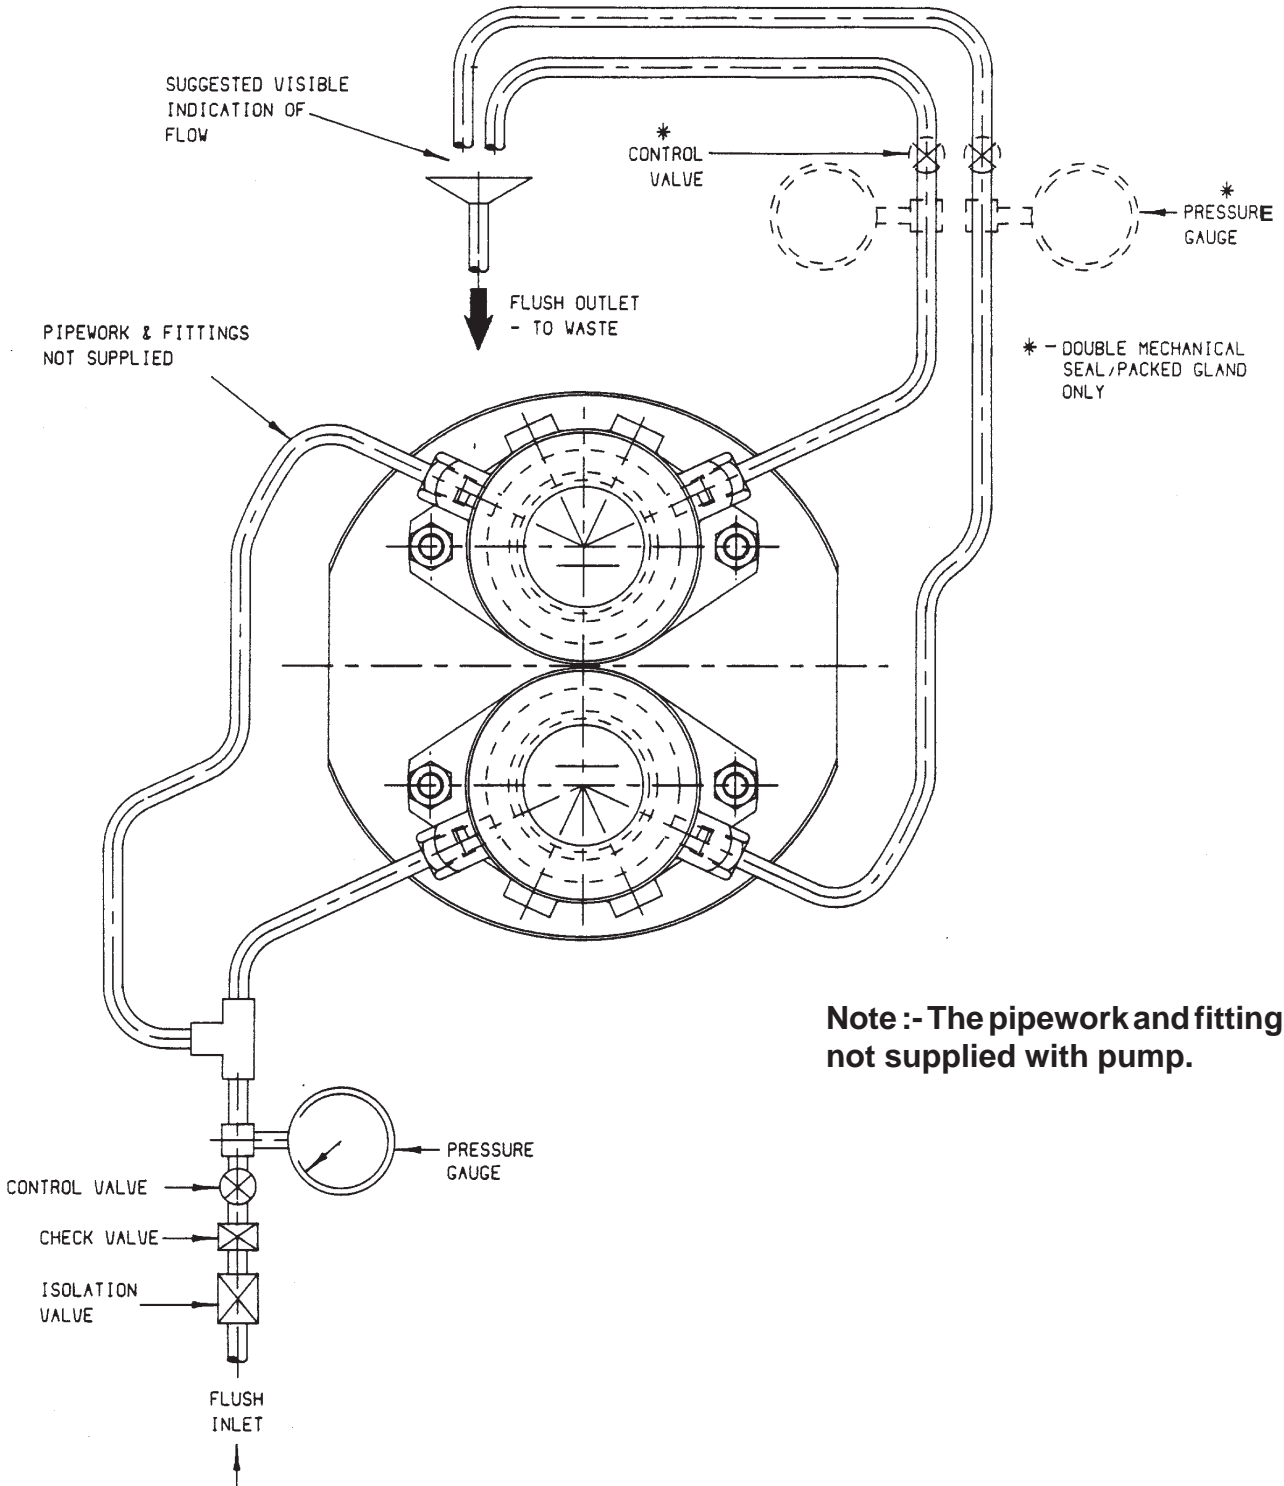 SUGGESTED VISIBLE
INDICATION OF
FLOW
*
CONTROL
VALVE
*
PRESSURE
GAUGE
FLUSH OUTLET
- TO WASTE
PIPEWORK & FITTINGS
NOT SUPPLIED
* - DOUBLE MECHANICAL
SEAL/PACKED GLAND
ONLY
Note :- The pipework and fitting
not supplied with pump.
PRESSURE
GAUGE
CONTROL VALVE
CHECK VALVE
ISOLATION
VALVE
FLUSH
INLET